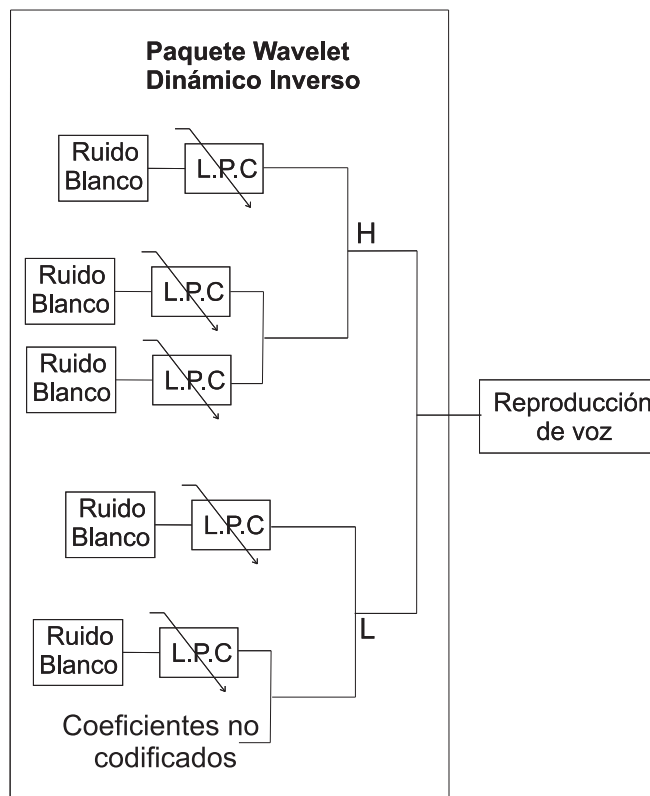 Paquete Wavelet
Dinámico Inverso
Ruido
Blanco
L.P.C
H
Ruido
Blanco
L.P.C
Ruido
Blanco
L.P.C
Reproducción
de voz
Ruido
Blanco
L.P.C
L
Ruido
Blanco
L.P.C
Coeficientes no
codificados